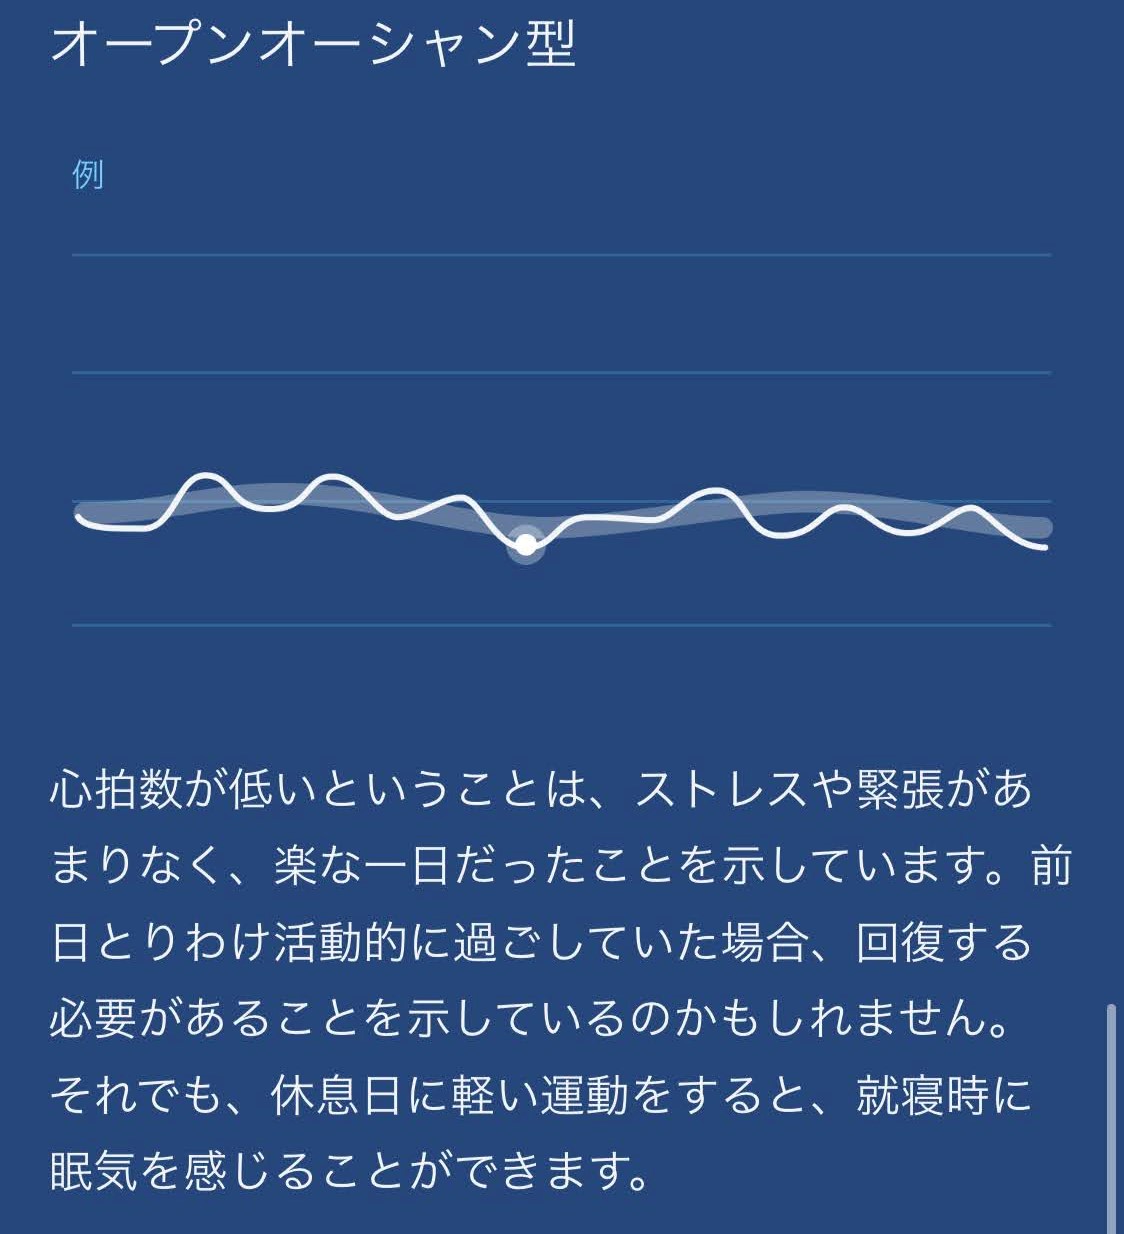 オープンオーシャン型
例
心拍数が低いということは、ストレスや緊張があ
まりなく、楽な一日だったことを示しています。前
日とりわけ活動的に過ごしていた場合、回復する
必要があることを示しているのかもしれません。
それでも、休息日に軽い運動をすると、就寝時に
眠気を感じることができます。